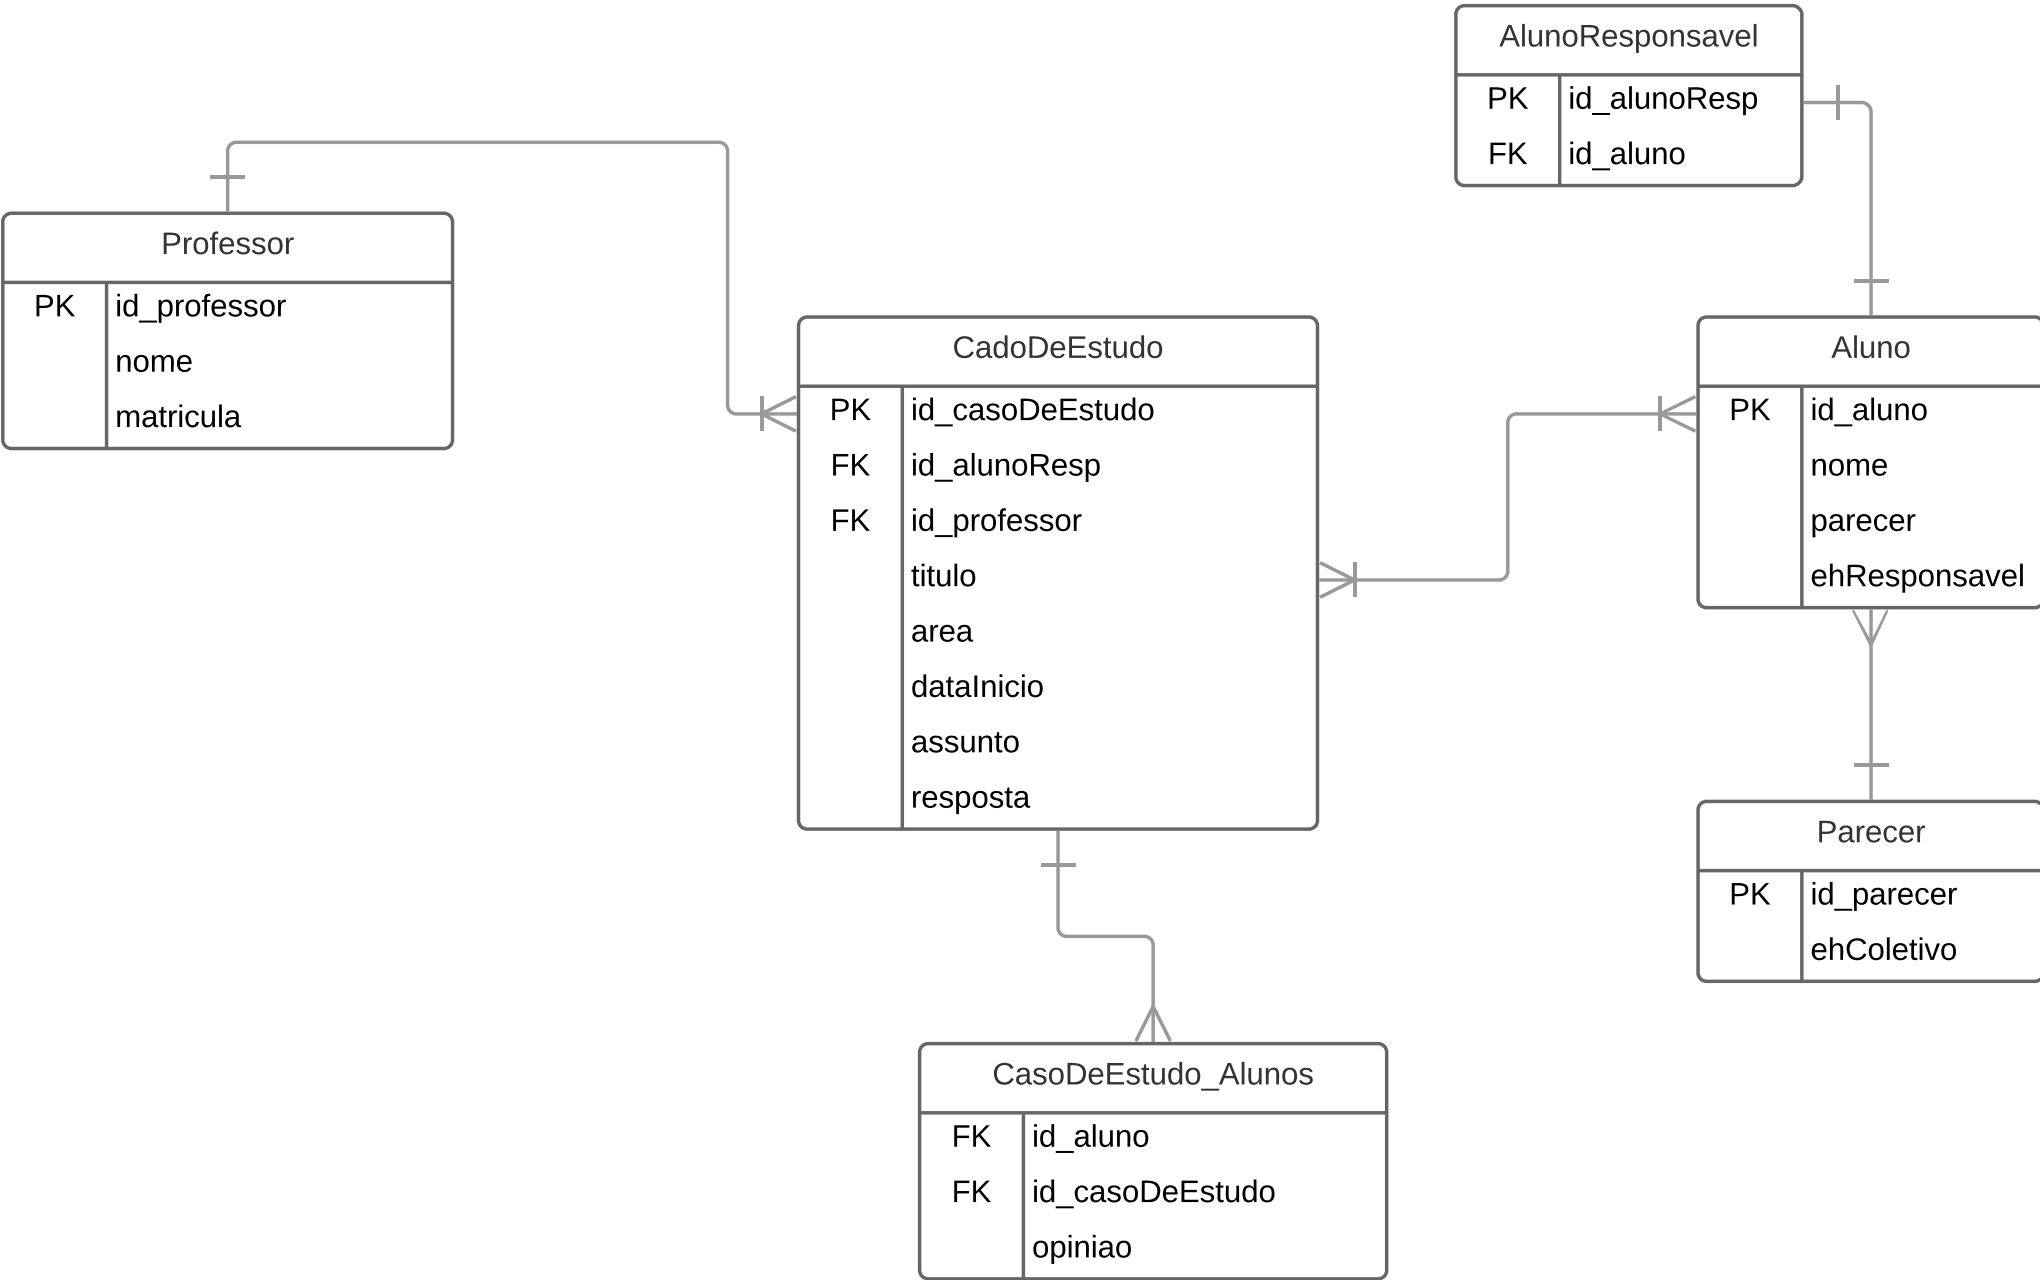 AlunoResponsavel
PK id_alunoResp
FK id_aluno
Professor
PK id_professor
nome
matricula
CadoDeEstudo
PK id_casoDeEstudo
FK id_alunoResp
FK id_professor
titulo
area
dataInicio
assunto
resposta
Aluno
PK id_aluno
nome
parecer
ehResponsavel
Parecer
PK id_parecer
ehColetivo
CasoDeEstudo_Alunos
FK id_aluno
FK id_casoDeEstudo
opiniao